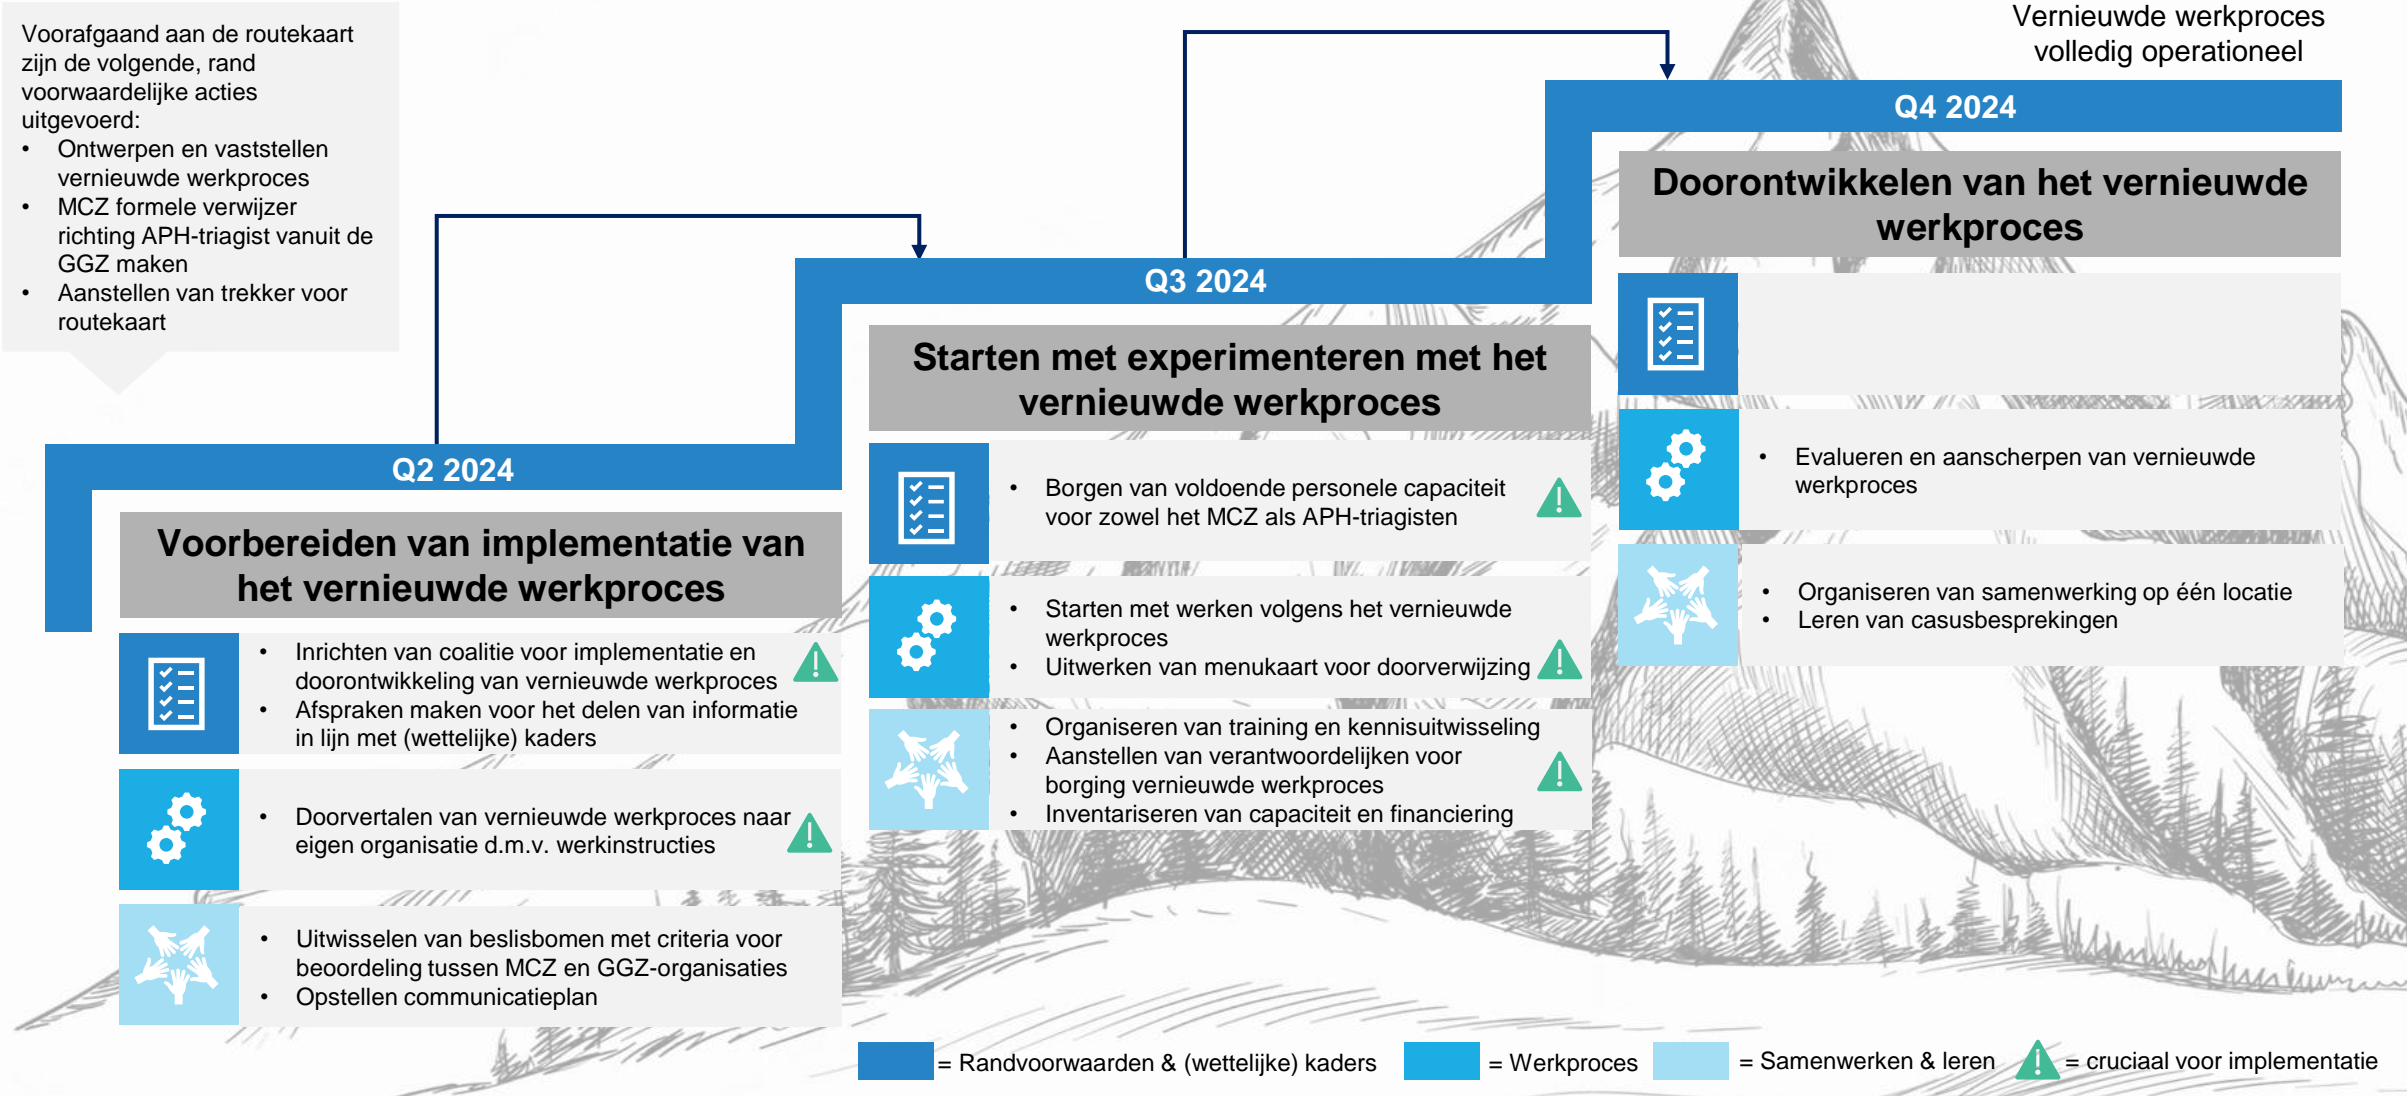 Voorafgaand aan de routekaart
zijn de volgende, rand
voorwaardelijke acties
uitgevoerd:
• Ontwerpen en vaststellen
vernieuwde werkproces
• MCZ formele verwijzer
richting APH-triagist vanuit de
GGZ maken
• Aanstellen van trekker voor
routekaart
Q2 2024
Voorbereiden van implementatie van
het vernieuwde werkproces
• Inrichten van coalitie voor implementatie en
doorontwikkeling van vernieuwde werkproces
• Afspraken maken voor het delen van informatie
in lijn met (wettelijke) kaders
• Doorvertalen van vernieuwde werkproces naar
eigen organisatie d.m.v. werkinstructies
• Uitwisselen van beslisbomen met criteria voor
beoordeling tussen MCZ en GGZ-organisaties
• Opstellen communicatieplan
Q3 2024
Starten met experimenteren met het
vernieuwde werkproces
• Borgen van voldoende personele capaciteit
voor zowel het MCZ als APH-triagisten
• Starten met werken volgens het vernieuwde
werkproces
• Uitwerken van menukaart voor doorverwijzing
• Organiseren van training en kennisuitwisseling
• Aanstellen van verantwoordelijken voor
borging vernieuwde werkproces
• Inventariseren van capaciteit en financiering
Vernieuwde werkproces
volledig operationeel
Q4 2024
Doorontwikkelen van het vernieuwde
werkproces
• Evalueren en aanscherpen van vernieuwde
werkproces
• Organiseren van samenwerking op één locatie
• Leren van casusbesprekingen
= Randvoorwaarden & (wettelijke) kaders
= Werkproces
= Samenwerken & leren
= cruciaal voor implementatie